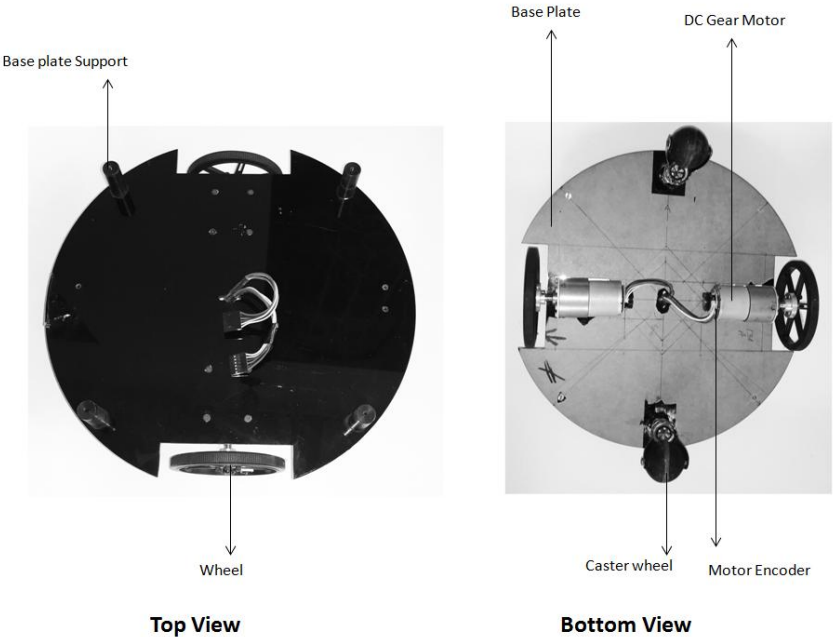 Base Plate
DC Gear Motor
Base plate Support
Wheel
Caster wheel
Motor Encoder
Top View
Bottom View